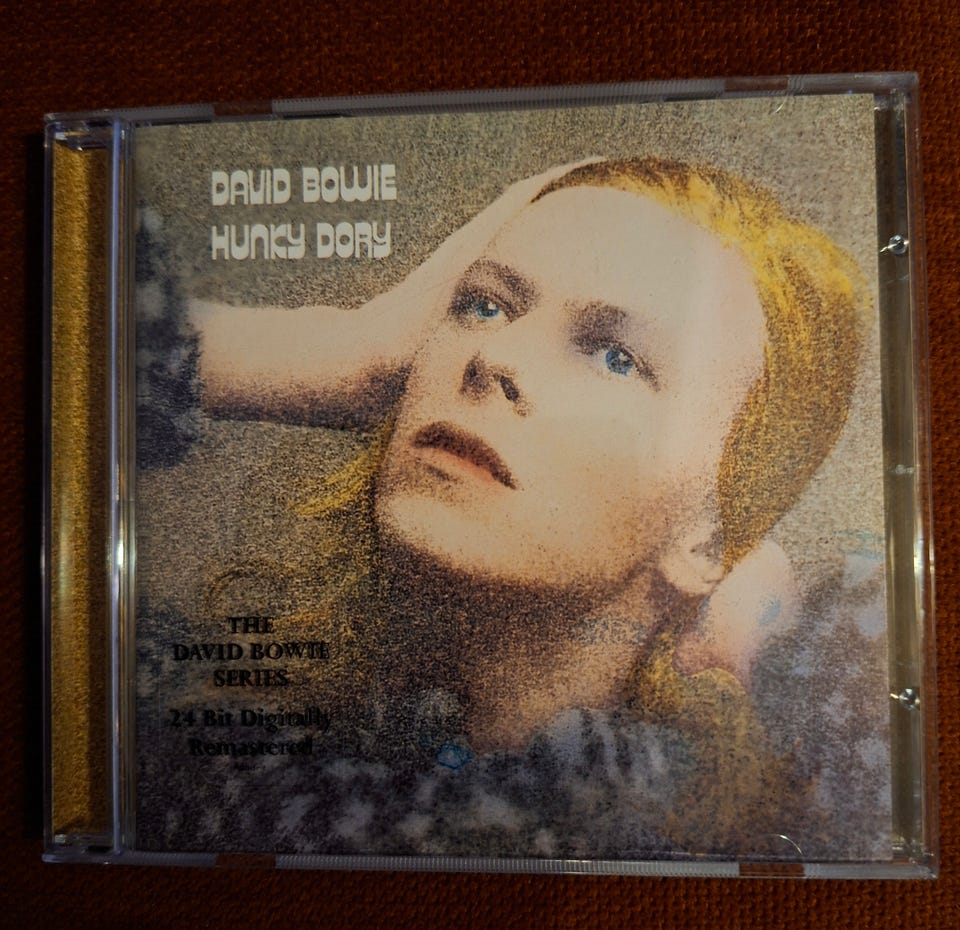 DAVID BOWIE
HUNKY DORY
THE
DAVID BOWIE
SERIES
24 Bit Digitally
Remastered